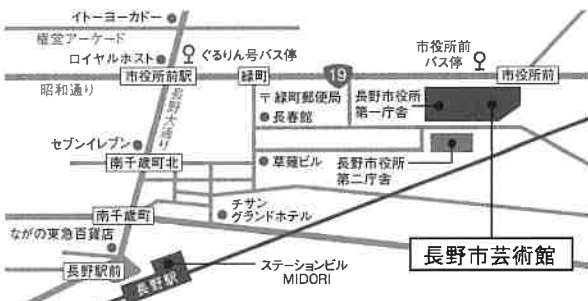 イトーヨーカドー
権堂アーケード
ロイヤルホスト
ぐるりん号バス停
市役所前
バス停
市役所前駅
緑町
19
市役所前
昭和通り
長野大通り
〒緑町郵便局
長春館
長野市役所
第一庁舎
セブンイレブン
南千歳町北
草薙ビル
長野市役所
第二庁舎
南千歳町
チサン
グランドホテル
ながの東急百貨店
長野市芸術館
長野駅前
長野駅
ステーションビル
MIDORI